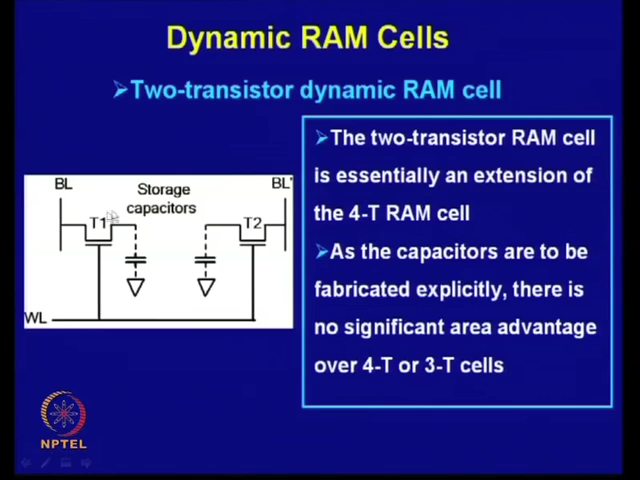 Dynamic RAM Cells
➢Two-transistor dynamic RAM cell
BL
Storage
capacitors
BL'
T1
T2
WL
➢The two-transistor RAM cell
is essentially an extension of
the 4-T RAM cell
➢As the capacitors are to be
fabricated explicitly, there is
no significant area advantage
over 4-T or 3-T cells
NPTEL